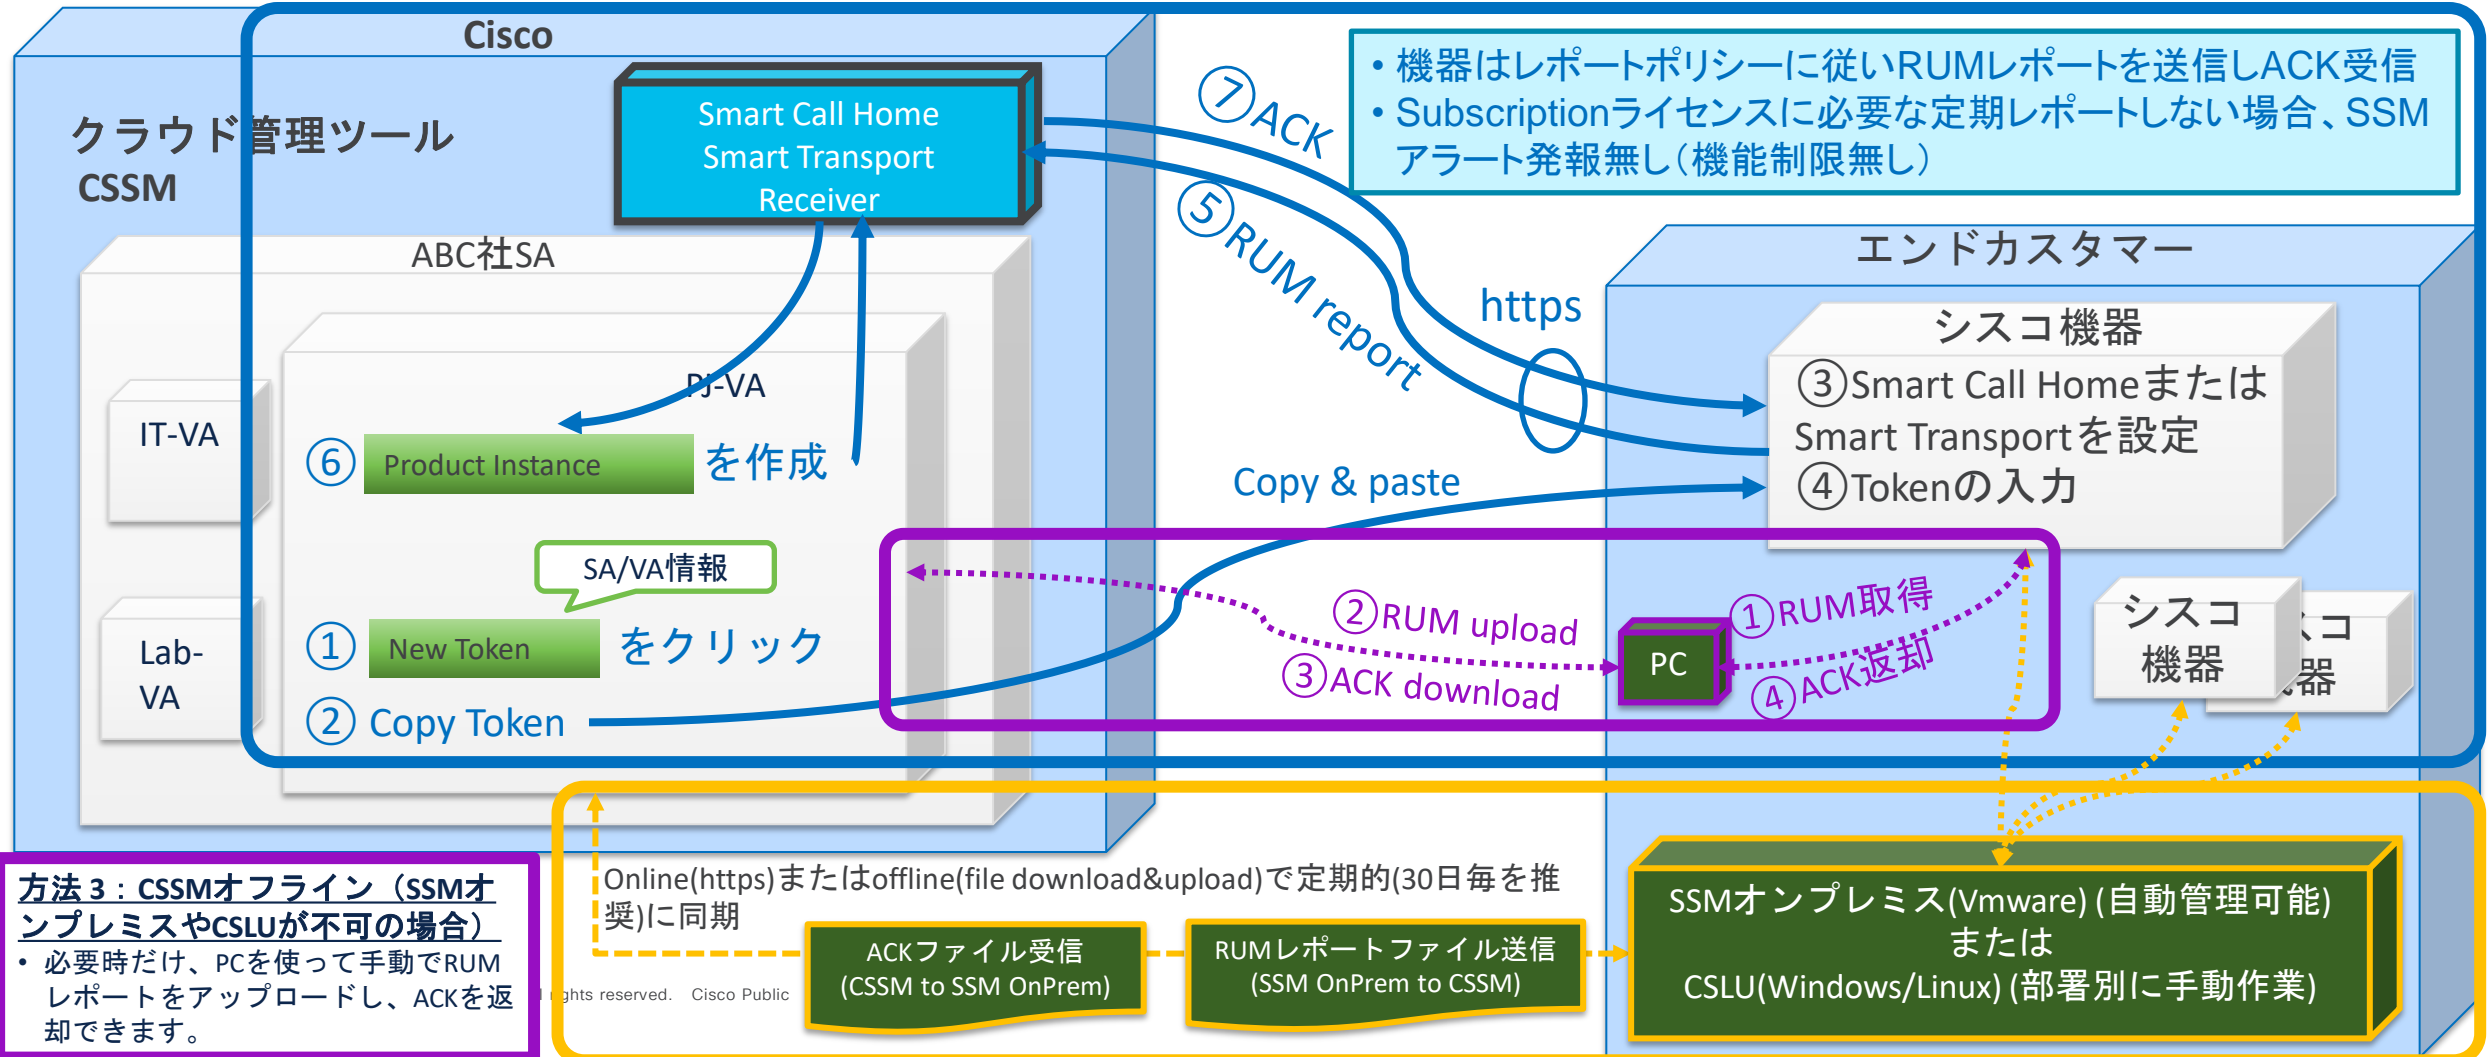 Cisco
クラウド管理ツール
CSSM
Smart Call Home
Smart Transport
Receiver
⑦ACK
⑤RUM report
https
・機器はレポートポリシーに従いRUMレポートを送信しACK受信
・Subscriptionライセンスに必要な定期レポートしない場合、SSM
アラート発報無し（機能制限無し）
ABC社SA
PJ-VA
IT-VA
⑥ Product Instance を作成
SA/VA情報
Lab-
VA
① New Token をクリック
② Copy Token
Copy & paste
エンドカスタマー
シスコ機器
③Smart Call Homeまたは
Smart Transportを設定
④Tokenの入力
②RUM upload
③ACK download
PC
①RUM取得
④ACK返却
シスコ
機器
コ
器
方法 3：CSSMオフライン（SSMオ
ンプレミスやCSLUが不可の場合）
• 必要時だけ、PCを使って手動でRUM
レポートをアップロードし、ACKを返
却できます。
Online(https)またはoffline(file download&upload)で定期的(30日毎を推
奨)に同期
ACKファイル受信
(CSSM to SSM OnPrem)
RUMレポートファイル送信
(SSM OnPrem to CSSM)
SSMオンプレミス(Vmware) (自動管理可能)
または
CSLU(Windows/Linux) (部署別に手動作業)
reserved. Cisco Public